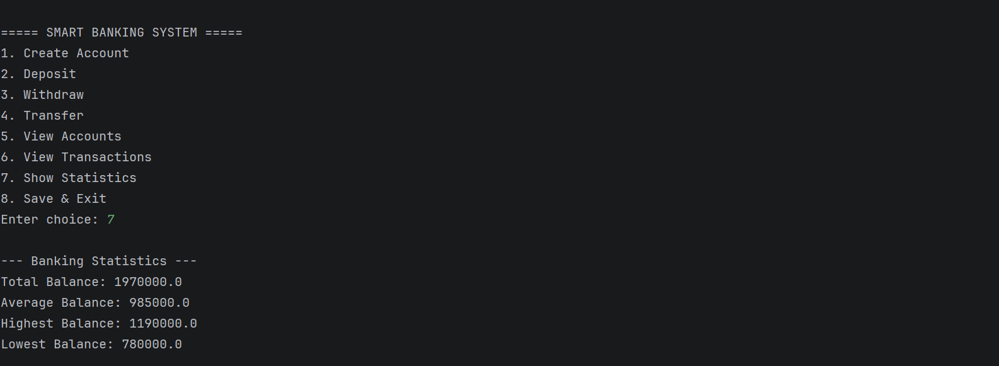 ===== SMART BANKING SYSTEM =====
1. Create Account
2. Deposit
3. Withdraw
4. Transfer
5. View Accounts
6. View Transactions
7. Show Statistics
8. Save & Exit
Enter choice: 7
--- Banking Statistics ---
Total Balance: 1970000.0
Average Balance: 985000.0
Highest Balance: 1190000.0
Lowest Balance: 780000.0